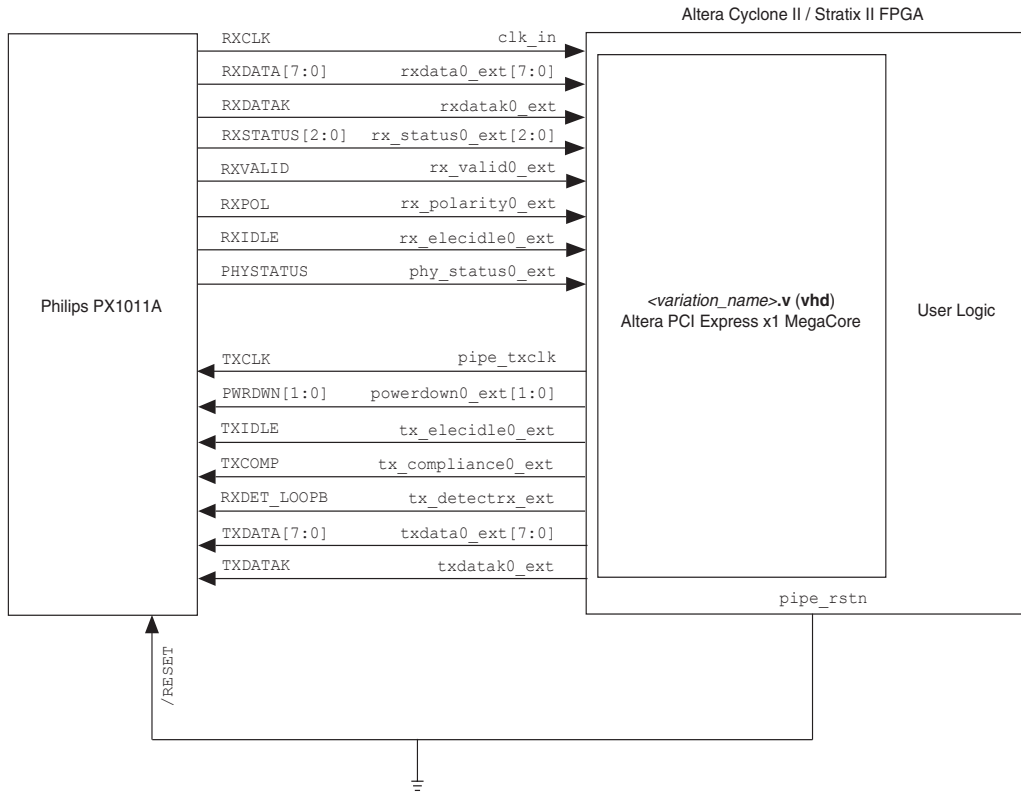 Altera Cyclone II / Stratix II FPGA
RXCLK clk_in
RXDATA[7:0] rxdata0_ext[7:0]
RXDATAK rxdatak0_ext
RXSTATUS[2:0] rx_status0_ext[2:0]
RXVALID rx_valid0_ext
RXPOL rx_polarity0_ext
RXIDLE rx_elecidle0_ext
PHYSTATUS phy_status0_ext
Philips PX1011A
<variation_name>.v (vhd)
Altera PCI Express x1 MegaCore
User Logic
TXCLK pipe_txclk
PWRDWN[1:0] powerdown0_ext[1:0]
TXIDLE tx_elecidle0_ext
TXCOMP tx_compliance0_ext
RXDET_LOOPB tx_detectrx_ext
TXDATA[7:0] txdata0_ext[7:0]
TXDATAK txdatak0_ext
pipe_rstn
/RESET